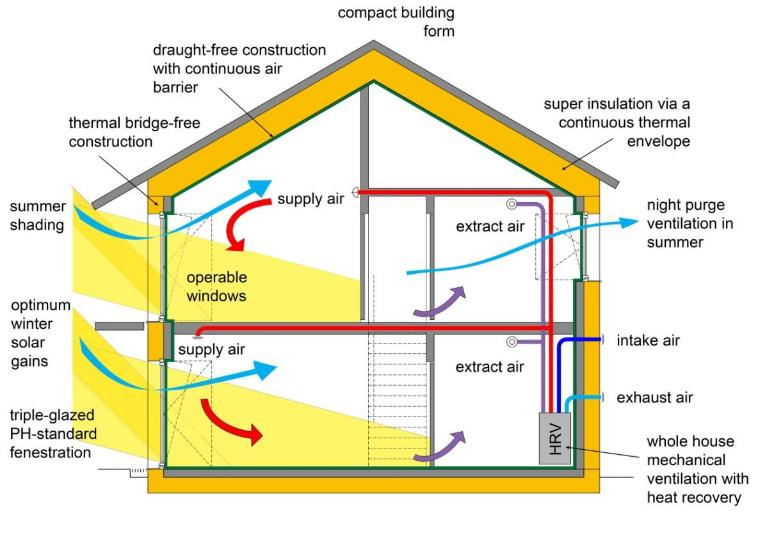 compact building
form
draught-free construction
with continuous air
barrier
super insulation via a
continuous thermal
envelope
thermal bridge-free
construction
summer
shading
supply air
extract air
night purge
ventilation in
summer
operable
windows
optimum
winter
solar
gains
supply air
extract air
intake air
exhaust air
triple-glazed
PH-standard
fenestration
HRV
whole house
mechanical
ventilation with
heat recovery